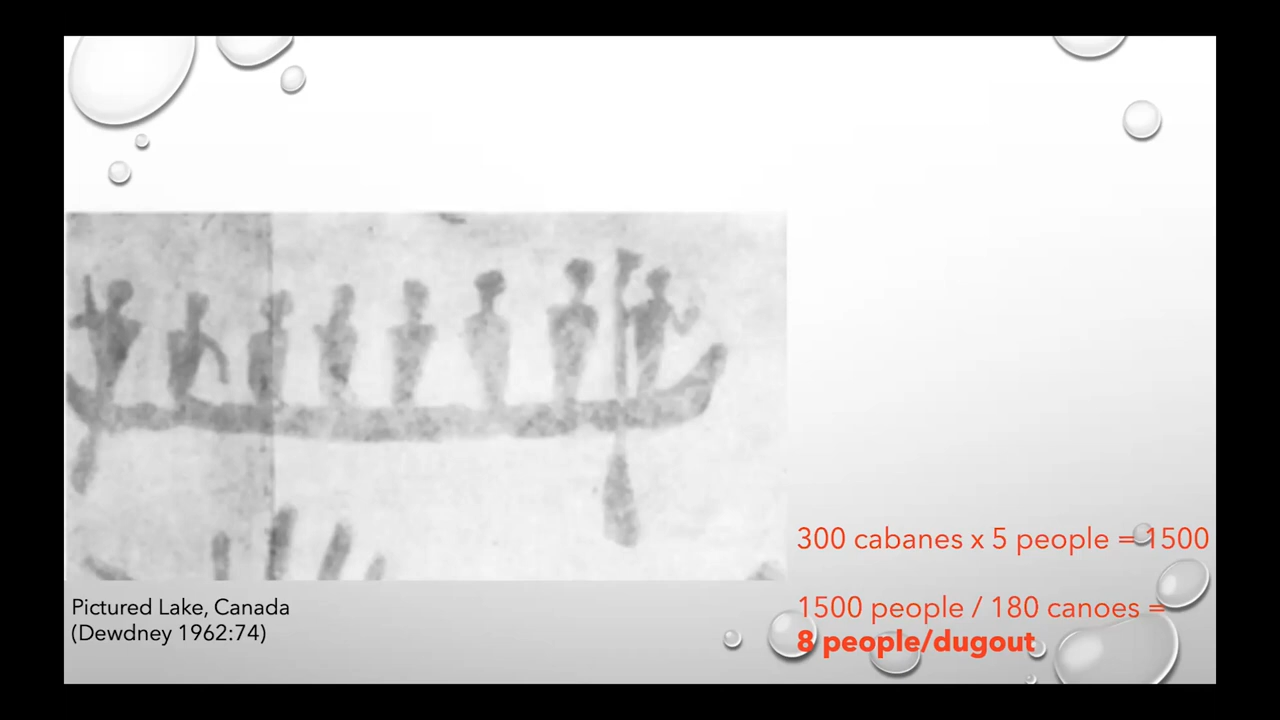 300 cabanes x 5 people = 1500
1500 people / 180 canoes =
8 people/dugout
Pictured Lake, Canada
(Dewdney 1962:74)